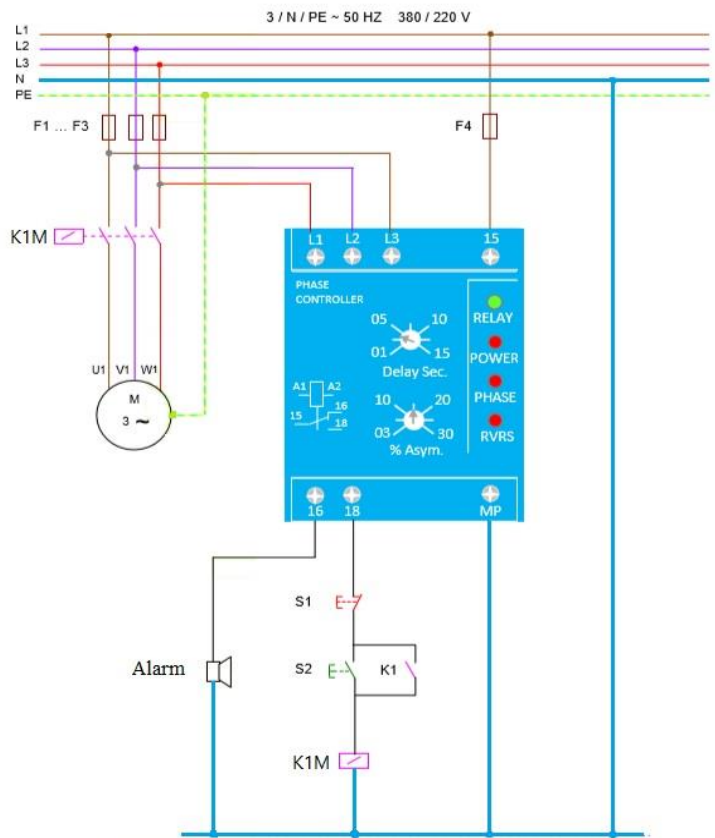 3 / N / PE ~ 50 HZ 380 / 220 V
L1
L2
L3
N
PE
F1 ... F3
F4
K1M
L1 L2 L3 15
PHASE
CONTROLLER
05 10
01 15
Delay Sec.
RELAY
POWER
PHASE
RVRS
A1 A2
16
15
18
10 20
03 30
% Asym.
U1 V1 W1
M
3 ~
16 18 MP
S1
S2 K1
Alarm
K1M